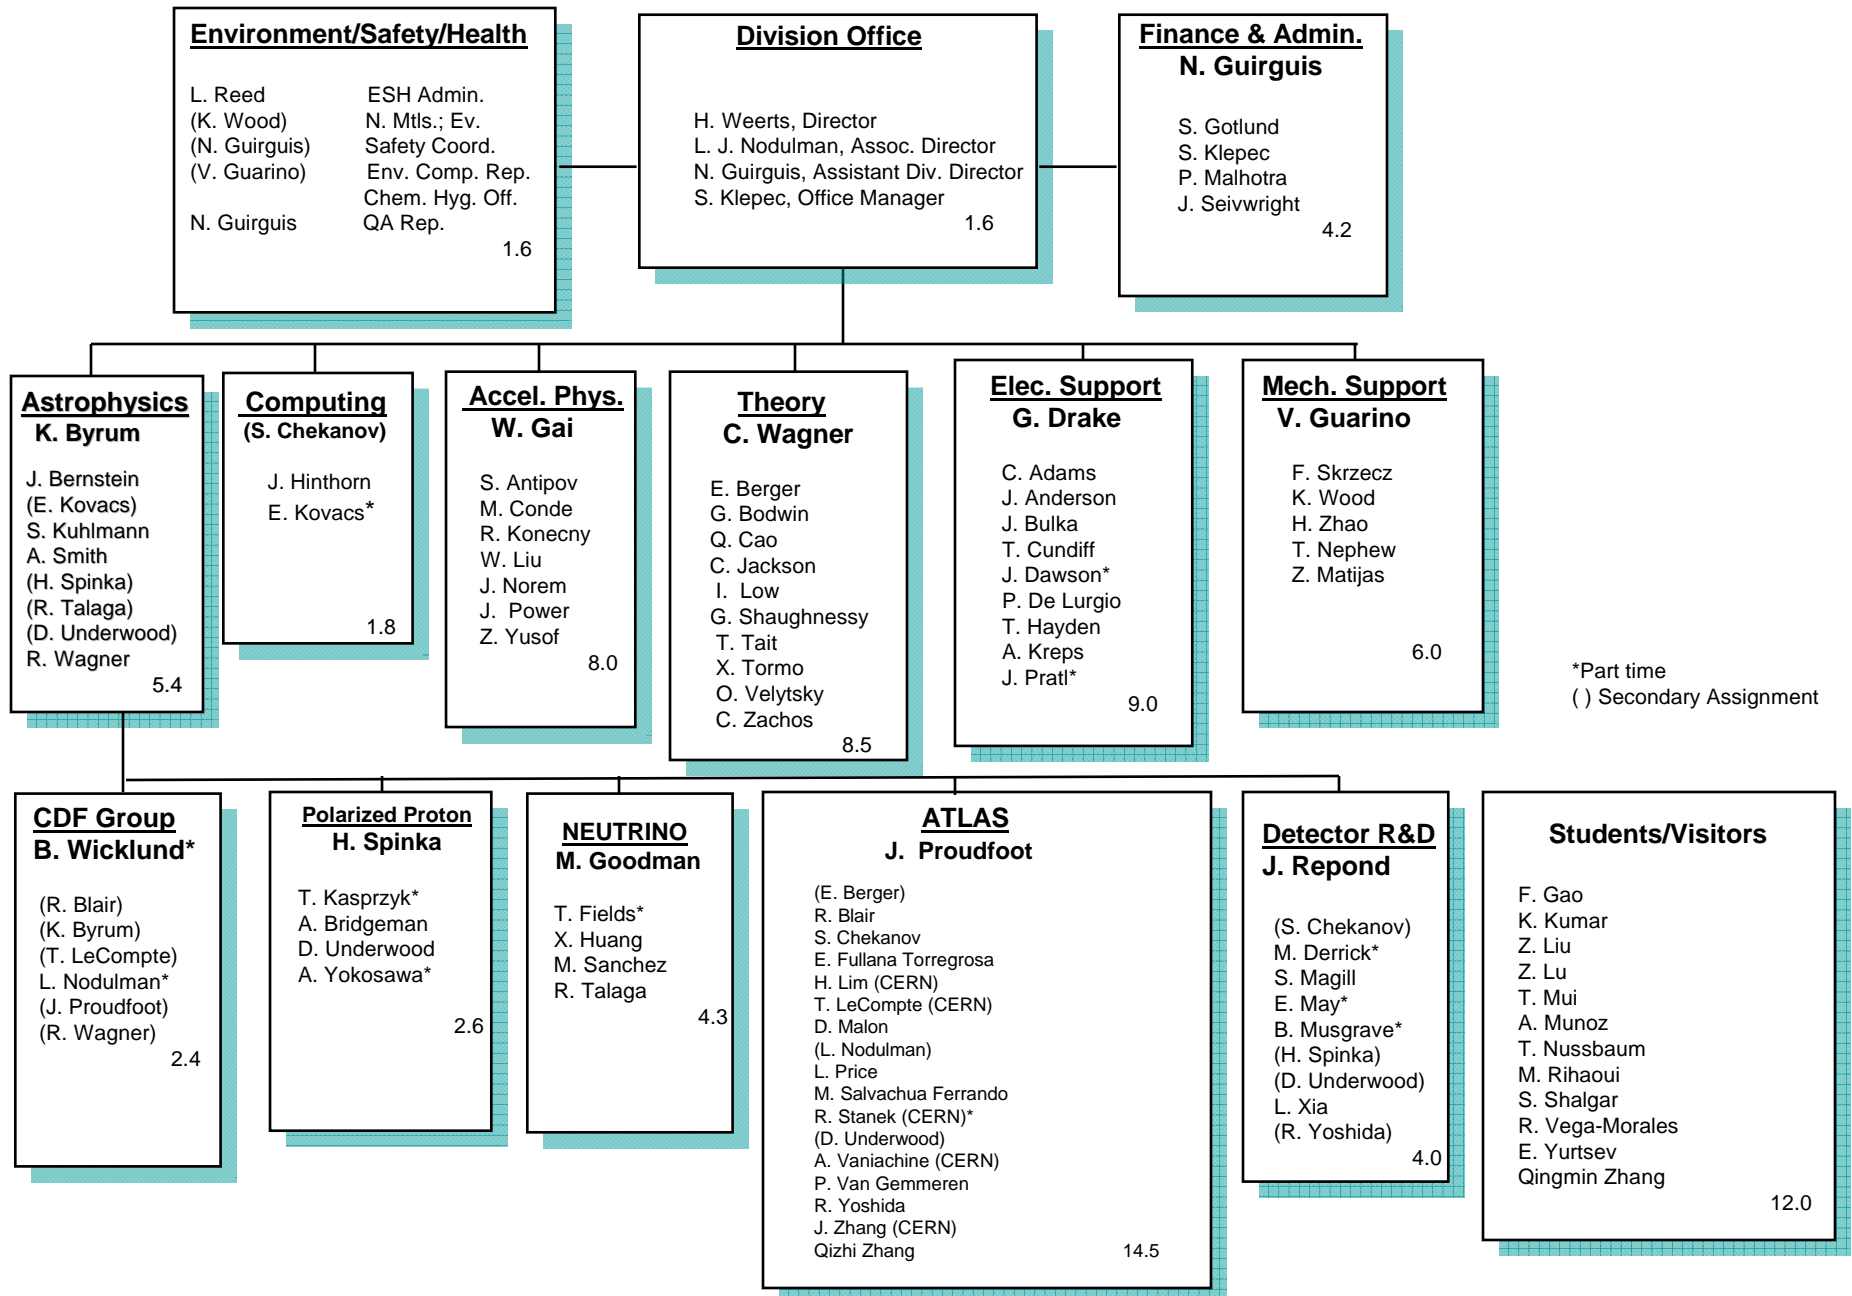 Environment/Safety/Health
L. Reed ESH Admin.
(K. Wood) N. Mtls.; Ev.
(N. Guirguis) Safety Coord.
(V. Guarino) Env. Comp. Rep.
Chem. Hyg. Off.
N. Guirguis QA Rep.
1.6
Division Office
H. Weerts, Director
L. J. Nodulman, Assoc. Director
N. Guirguis, Assistant Div. Director
S. Klepec, Office Manager
1.6
Finance & Admin.
N. Guirguis
S. Gotlund
S. Klepec
P. Malhotra
J. Seivwright
4.2
Astrophysics
K. Byrum
J. Bernstein
(E. Kovacs)
S. Kuhlmann
A. Smith
(H. Spinka)
(R. Talaga)
(D. Underwood)
R. Wagner
5.4
Computing
(S. Chekanov)
J. Hinthorn
E. Kovacs*
1.8
Accel. Phys.
W. Gai
S. Antipov
M. Conde
R. Konecny
W. Liu
J. Norem
J. Power
Z. Yusof
8.0
Theory
C. Wagner
E. Berger
G. Bodwin
Q. Cao
C. Jackson
I. Low
G. Shaughnessy
T. Tait
X. Tormo
O. Velytsky
C. Zachos
8.5
Elec. Support
G. Drake
C. Adams
J. Anderson
J. Bulka
T. Cundiff
J. Dawson*
P. De Lurgio
T. Hayden
A. Kreps
J. Pratl*
9.0
Mech. Support
V. Guarino
F. Skrzecz
K. Wood
H. Zhao
T. Nephew
Z. Matijas
6.0
*Part time
( ) Secondary Assignment
CDF Group
B. Wicklund*
(R. Blair)
(K. Byrum)
(T. LeCompte)
L. Nodulman*
(J. Proudfoot)
(R. Wagner)
2.4
Polarized Proton
H. Spinka
T. Kasprzyk*
A. Bridgeman
D. Underwood
A. Yokosawa*
2.6
NEUTRINO
M. Goodman
T. Fields*
X. Huang
M. Sanchez
R. Talaga
4.3
ATLAS
J. Proudfoot
(E. Berger)
R. Blair
S. Chekanov
E. Fullana Torregrosa
H. Lim (CERN)
T. LeCompte (CERN)
D. Malon
(L. Nodulman)
L. Price
M. Salvachua Ferrando
R. Stanek (CERN)*
(D. Underwood)
A. Vaniachine (CERN)
P. Van Gemmeren
R. Yoshida
J. Zhang (CERN)
Qizhi Zhang 14.5
Detector R&D
J. Repond
(S. Chekanov)
M. Derrick*
S. Magill
E. May*
B. Musgrave*
(H. Spinka)
(D. Underwood)
L. Xia
(R. Yoshida)
4.0
Students/Visitors
F. Gao
K. Kumar
Z. Liu
Z. Lu
T. Mui
A. Munoz
T. Nussbaum
M. Rihaoui
S. Shalgar
R. Vega-Morales
E. Yurtsev
Qingmin Zhang
12.0